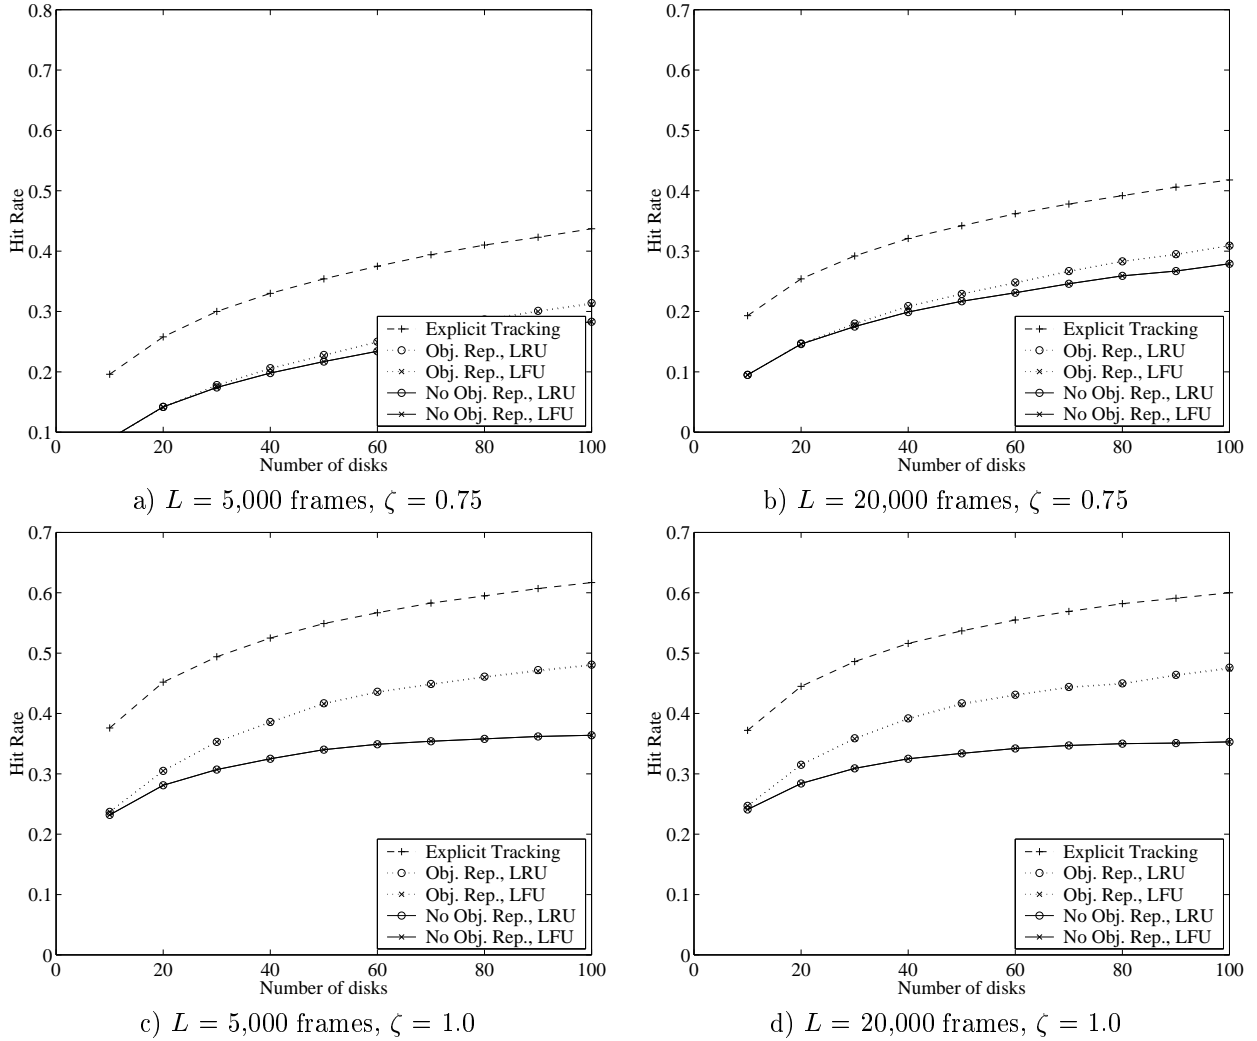 0.8
0.7
0.6
0.5
0.4
0.3
0.2
0.1
Hit Rate
0 20 40 60 80 100
Number of disks
Explicit Tracking
Obj. Rep., LRU
Obj. Rep., LFU
No Obj. Rep., LRU
No Obj. Rep., LFU
a) L = 5,000 frames, ζ = 0.75
0.7
0.6
0.5
0.4
0.3
0.2
0.1
0
Hit Rate
0 20 40 60 80 100
Number of disks
Explicit Tracking
Obj. Rep., LRU
Obj. Rep., LFU
No Obj. Rep., LRU
No Obj. Rep., LFU
b) L = 20,000 frames, ζ = 0.75
0.7
0.6
0.5
0.4
0.3
0.2
0.1
0
Hit Rate
0 20 40 60 80 100
Number of disks
Explicit Tracking
Obj. Rep., LRU
Obj. Rep., LFU
No Obj. Rep., LRU
No Obj. Rep., LFU
c) L = 5,000 frames, ζ = 1.0
0.7
0.6
0.5
0.4
0.3
0.2
0.1
0
Hit Rate
0 20 40 60 80 100
Number of disks
Explicit Tracking
Obj. Rep., LRU
Obj. Rep., LFU
No Obj. Rep., LRU
No Obj. Rep., LFU
d) L = 20,000 frames, ζ = 1.0